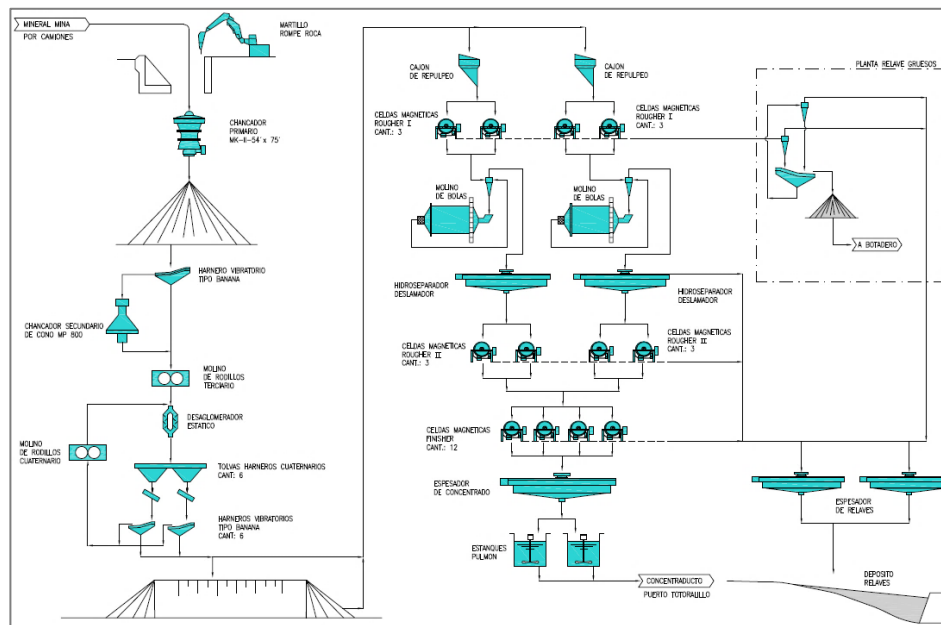 MINERAL MINA
POR CAMIONES
MARTILLO
ROMPE ROCA
CHANCADOR
PRIMARIO
MK-II-54' x 75'
HARNERO VIBRATORIO
TIPO BANANA
CHANCADOR SECUNDARIO
DE CONO MP 800
MOLINO
DE RODILLOS
TERCIARIO
DESAGLOMERADOR
ESTATICO
MOLINO
DE RODILLOS
CUATERNARIO
TOLVAS HARNEROS CUATERNARIOS
CANT: 6
HARNEROS VIBRATORIOS
TIPO BANANA
CANT: 6
CAJON
DE REPULPEO
CAJON
DE REPULPEO
CELDAS MAGNETICAS
ROUGHER I
CANT.: 3
CELDAS MAGNETICAS
ROUGHER I
CANT.: 3
MOLINO
DE BOLAS
MOLINO
DE BOLAS
HIDROSEPARADOR
DESLAMADOR
HIDROSEPARADOR
DESLAMADOR
CELDAS MAGNETICAS
ROUGHER II
CANT.: 3
CELDAS MAGNETICAS
ROUGHER II
CANT.: 3
CELDAS MAGNETICAS
FINISHER
CANT.: 12
ESPESADOR
DE CONCENTRADO
ESTANQUES
PULMON
CONCENTRADUCTO
PUERTO TOTORALILLO
PLANTA RELAVE GRUESOS
A BOTADERO
ESPESADOR
DE RELAVES
DEPOSITO
RELAVES